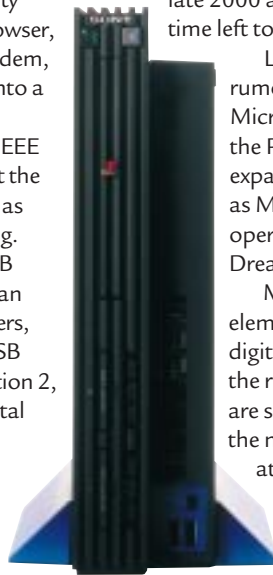 ty
owser,
dem,
nto a
EEE
t the
as
g.
B
an
ers,
SB
tion 2,
tal
late 2000 a
time left to
L
rume
Micr
the P
expa
as M
oper
Drea
M
elem
digit
the r
are s
the n
at
SONY